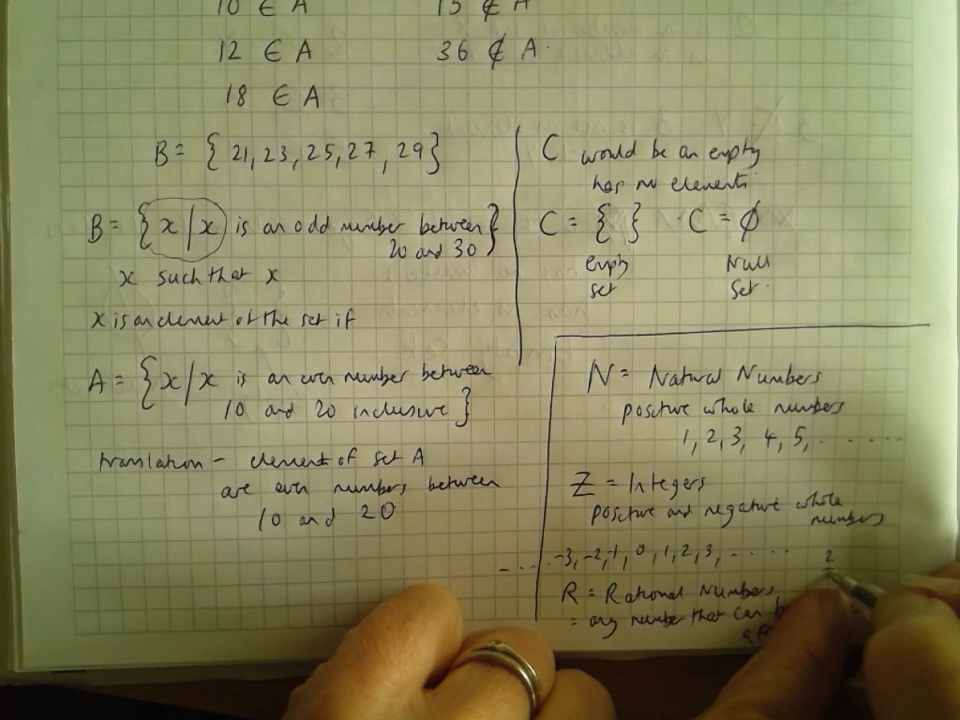 10 ∈ A
15 ∉ A
12 ∈ A
36 ∉ A.
18 ∈ A
B = { 21, 23, 25, 27, 29}
B = { x / x is an odd number between
20 and 30 }
x such that x
x is an element of the set if
A = { x / x is an even number between
10 and 20 inclusive }
translation - element of set A
are even numbers between
10 and 20
C would be an empty
has no elements
C = { } . C = ∅
empty
set
Null
Set.
N = Natural Numbers
positive whole numbers
1, 2, 3, 4, 5, . . . . . .
Z = Integers
positive and negative whole
numbers
- . . . -3, -2, -1, 0, 1, 2, 3, - . . . .
2
R = Rational Numbers
= any number that can
a